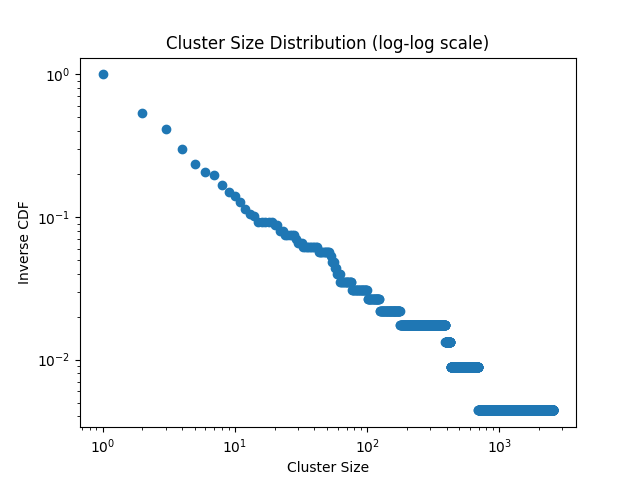 Cluster Size Distribution (log-log scale)
Inverse CDF
10⁰
10⁻¹
10⁻²
10⁰ 10¹ 10² 10³
Cluster Size